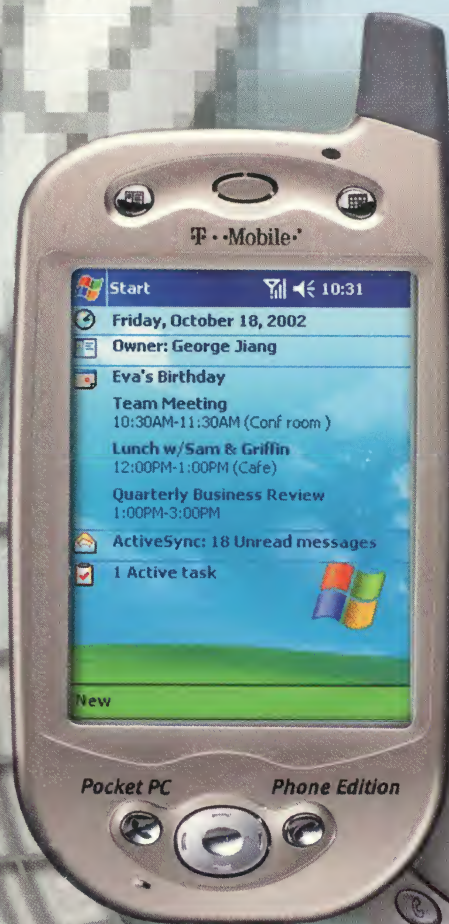 T··Mobile·
Start 10:31
Friday, October 18, 2002
Owner: George Jiang
Eva's Birthday
Team Meeting
10:30AM-11:30AM (Conf room )
Lunch w/Sam & Griffin
12:00PM-1:00PM (Cafe)
Quarterly Business Review
1:00PM-3:00PM
ActiveSync: 18 Unread messages
1 Active task
New
Pocket PC Phone Edition